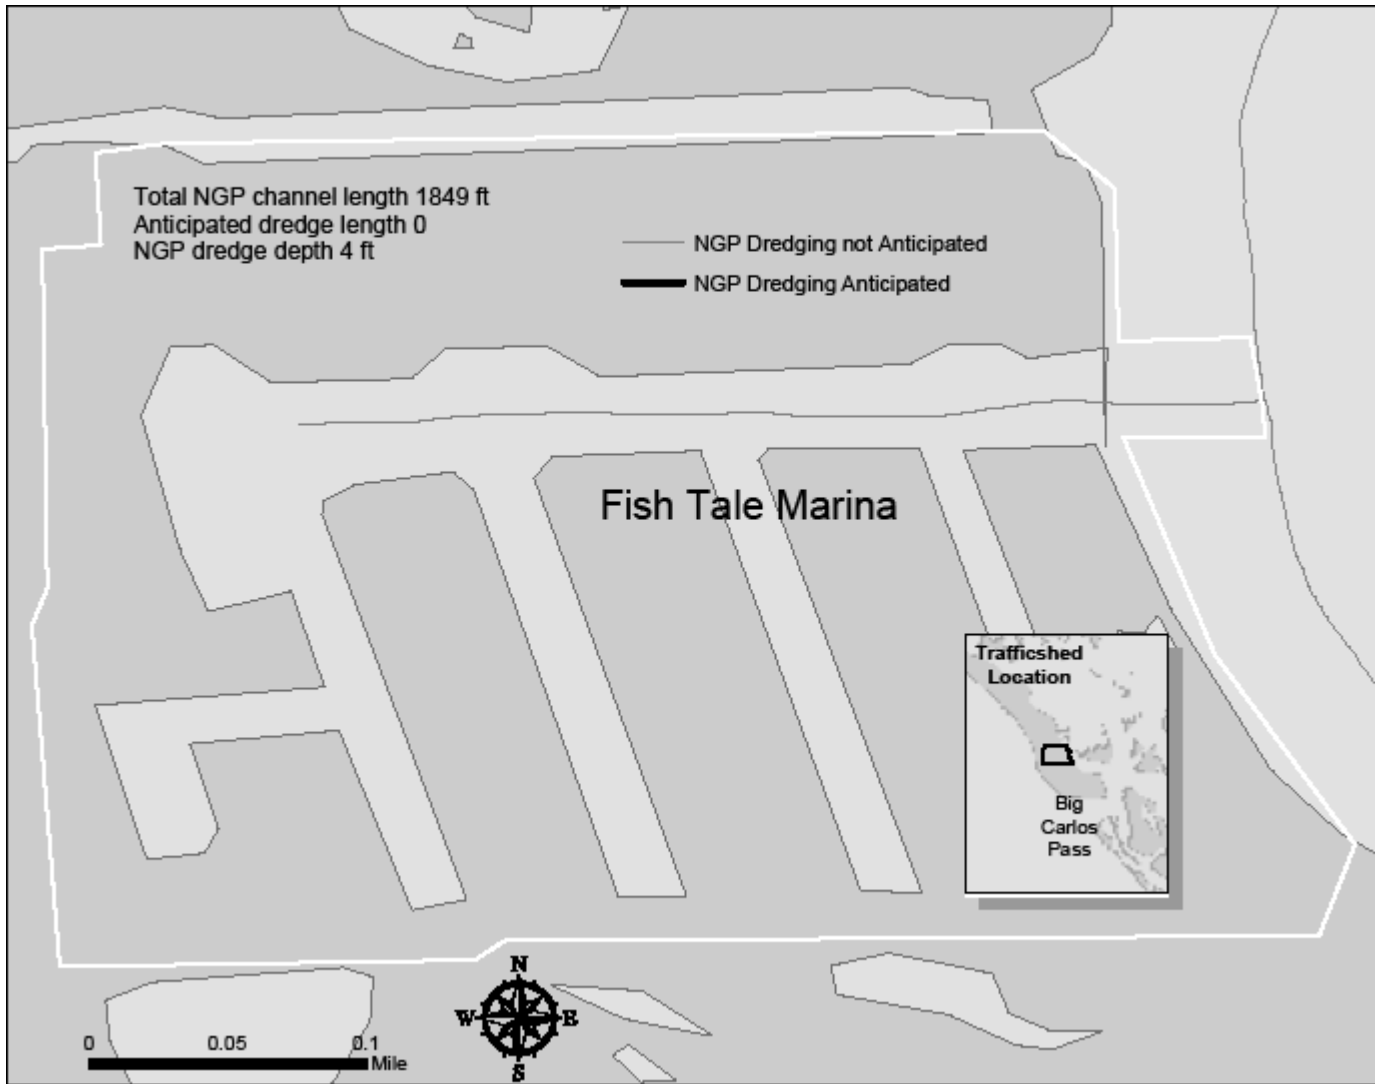 Total NGP channel length 1849 ft
Anticipated dredge length 0
NGP dredge depth 4 ft
NGP Dredging not Anticipated
NGP Dredging Anticipated
Fish Tale Marina
Trafficshed
Location
Big
Carlos
Pass
N
W E
S
0 0.05 0.1
Mile